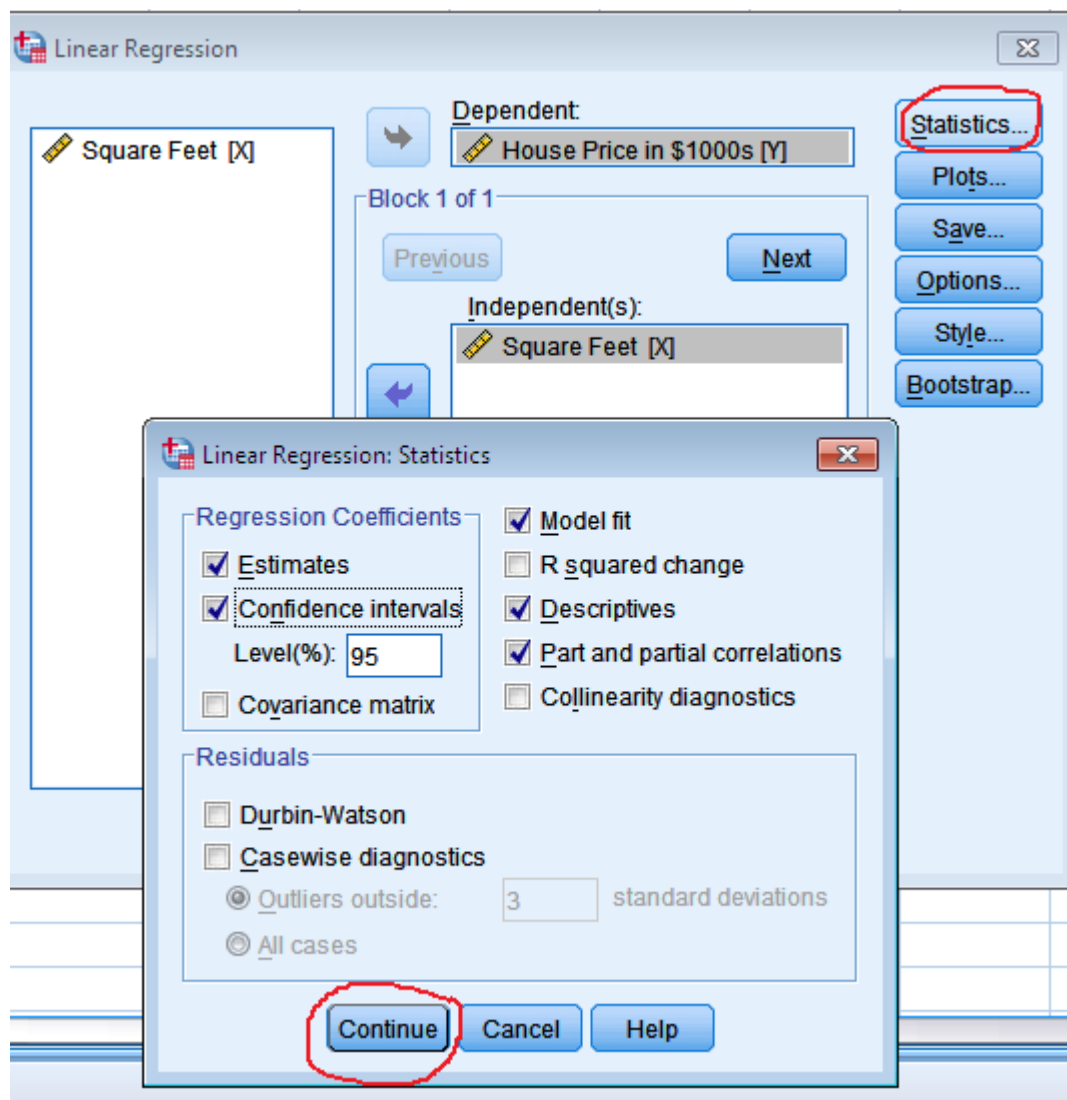 Linear Regression
Square Feet [X]
Dependent:
House Price in $1000s [Y]
Block 1 of 1
Previous
Next
Independent(s):
Square Feet [X]
Statistics...
Plots...
Save...
Options...
Style...
Bootstrap...
Linear Regression: Statistics
Regression Coefficients
Estimates
Confidence intervals
Level(%): 95
Covariance matrix
Model fit
R squared change
Descriptives
Part and partial correlations
Collinearity diagnostics
Residuals
Durbin-Watson
Casewise diagnostics
Outliers outside: 3 standard deviations
All cases
Continue Cancel Help